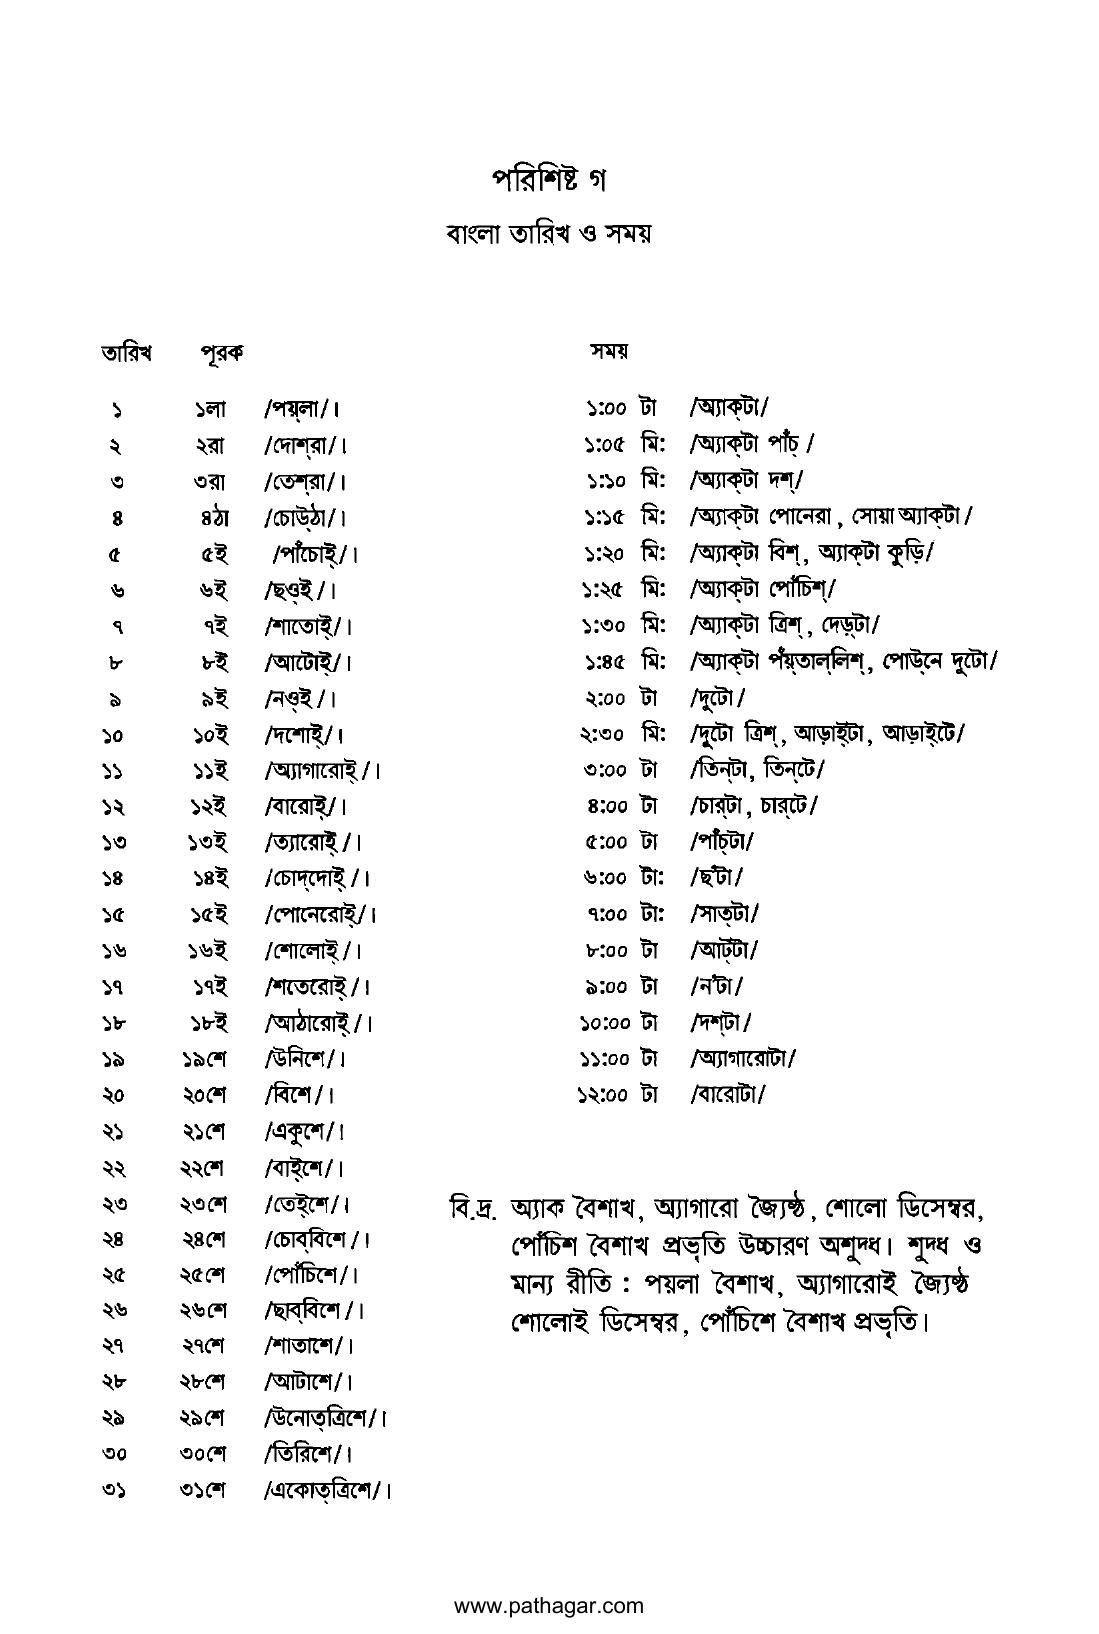 পরিশিষ্ট গ
বাংলা তারিখ ও সময়
তারিখ পূরক
১ ১লা /পয়্‌লা/।
২ ২রা /দোশ্‌রা/।
৩ ৩রা /তেশ্‌রা/।
৪ ৪ঠা /চোউ্‌ঠা/।
৫ ৫ই /পাঁচোই্‌/।
৬ ৬ই /ছওই্‌/।
৭ ৭ই /শাতোই্‌/।
৮ ৮ই /আটোই্‌/।
৯ ৯ই /নওই্‌/।
১০ ১০ই /দশোই্‌/।
১১ ১১ই /অ্যাগারোই্‌/।
১২ ১২ই /বারোই্‌/।
১৩ ১৩ই /ত্যারোই্‌/।
১৪ ১৪ই /চোদ্‌দোই্‌/।
১৫ ১৫ই /পোনেরোই্‌/।
১৬ ১৬ই /শোলোই্‌/।
১৭ ১৭ই /শতেরোই্‌/।
১৮ ১৮ই /আঠারোই্‌/।
১৯ ১৯শে /উনিশে/।
২০ ২০শে /বিশে/।
২১ ২১শে /একুশে/।
২২ ২২শে /বাই্‌শে/।
২৩ ২৩শে /তেই্‌শে/।
২৪ ২৪শে /চোব্‌বিশে/।
২৫ ২৫শে /পোঁচিশে/।
২৬ ২৬শে /ছাব্‌বিশে/।
২৭ ২৭শে /শাতাশে/।
২৮ ২৮শে /আটাশে/।
২৯ ২৯শে /উনোত্‌ত্রিশে/।
৩০ ৩০শে /তিরিশে/।
৩১ ৩১শে /একোত্‌ত্রিশে/।
সময়
১:০০ টা /অ্যাক্‌টা/
১:০৫ মি: /অ্যাক্‌টা পাঁচ্‌/
১:১০ মি: /অ্যাক্‌টা দশ্‌/
১:১৫ মি: /অ্যাক্‌টা পোনেরা, সোয়া অ্যাক্‌টা/
১:২০ মি: /অ্যাক্‌টা বিশ্‌, অ্যাক্‌টা কুড়ি/
১:২৫ মি: /অ্যাক্‌টা পোঁচিশ্‌/
১:৩০ মি: /অ্যাক্‌টা ত্রিশ্‌, দেড়্‌টা/
১:৪৫ মি: /অ্যাক্‌টা পঁয়্‌তাল্‌লিশ্‌, পোউ্‌নে দুটো/
২:০০ টা /দুটো/
২:৩০ মি: /দুটো ত্রিশ্‌, আড়াই্‌টা, আড়াই্‌টে/
৩:০০ টা /তিন্‌টা, তিন্‌টে/
৪:০০ টা /চার্‌টা, চার্‌টে/
৫:০০ টা /পাঁচ্‌টা/
৬:০০ টা: /ছ'টা/
৭:০০ টা: /সাত্‌টা/
৮:০০ টা /আট্‌টা/
৯:০০ টা /ন'টা/
১০:০০ টা /দশ্‌টা/
১১:০০ টা /অ্যাগারোটা/
১২:০০ টা /বারোটা/
বি.দ্র. অ্যাক বৈশাখ, অ্যাগারো জ্যৈষ্ঠ, শোলো ডিসেম্বর,
পোঁচিশ বৈশাখ প্রভৃতি উচ্চারণ অশুদ্ধ। শুদ্ধ ও
মান্য রীতি : পয়লা বৈশাখ, অ্যাগারোই জ্যৈষ্ঠ
শোলোই ডিসেম্বর, পোঁচিশে বৈশাখ প্রভৃতি।
www.pathagar.com